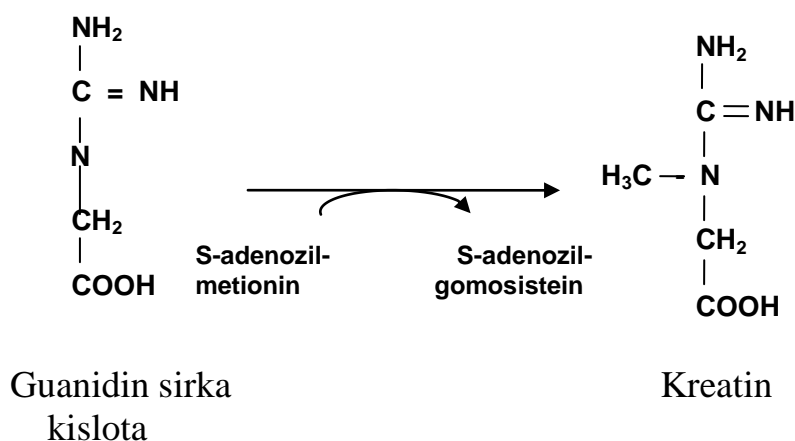 NH₂
C = NH
N
CH₂
COOH
S-adenozil-
metionin
S-adenozil-
gomosistein
NH₂
C=NH
H₃C - N
CH₂
COOH
Guanidin sirka
kislota
Kreatin